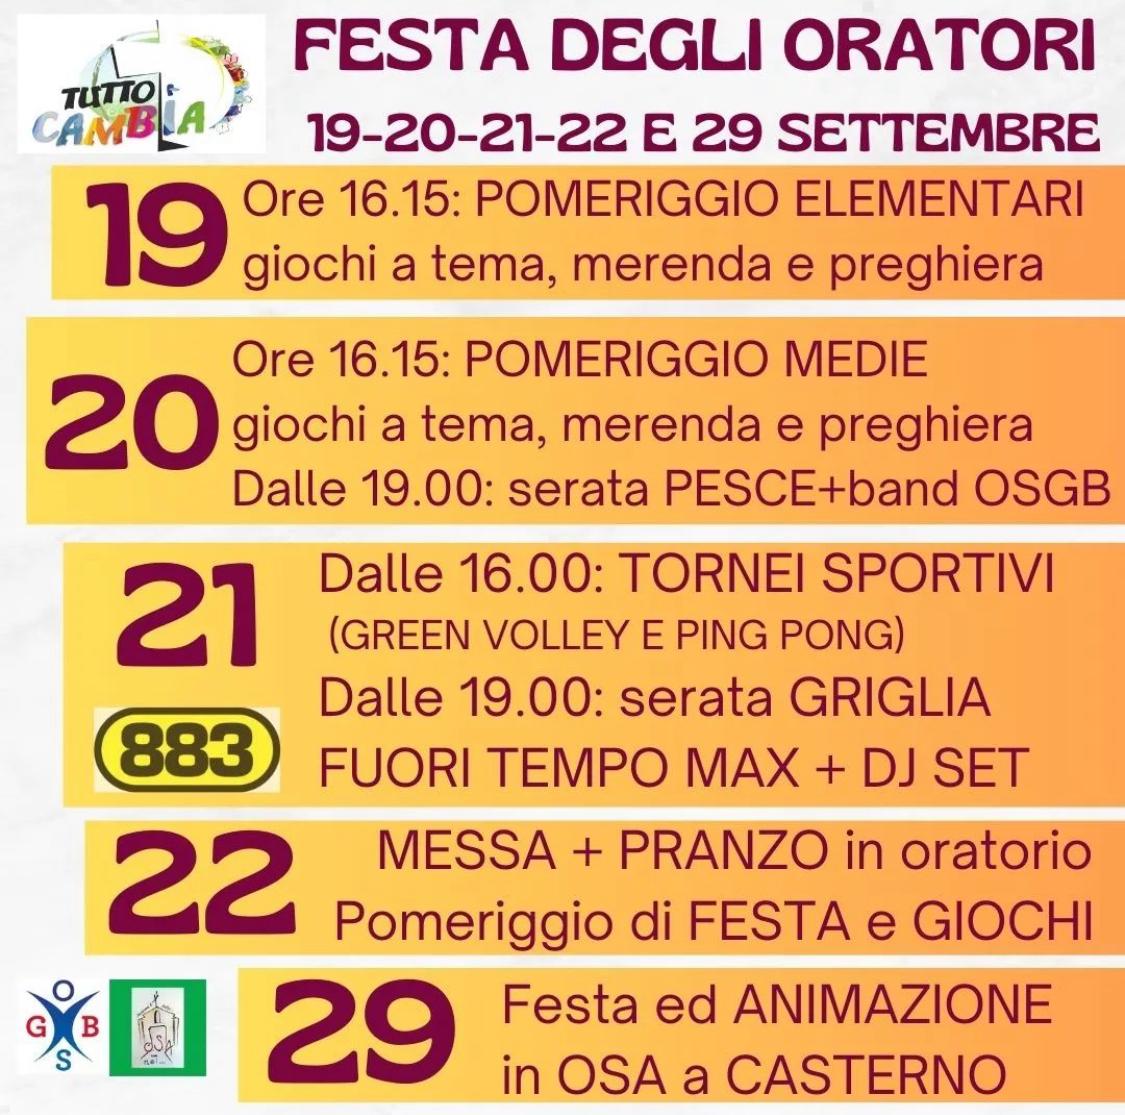 TUTTO
CAMBIA
FESTA DEGLI ORATORI
19-20-21-22 E 29 SETTEMBRE
19
Ore 16.15: POMERIGGIO ELEMENTARI
giochi a tema, merenda e preghiera
20
Ore 16.15: POMERIGGIO MEDIE
giochi a tema, merenda e preghiera
Dalle 19.00: serata PESCE+band OSGB
21
Dalle 16.00: TORNEI SPORTIVI
(GREEN VOLLEY E PING PONG)
Dalle 19.00: serata GRIGLIA
883
FUORI TEMPO MAX + DJ SET
22
MESSA + PRANZO in oratorio
Pomeriggio di FESTA e GIOCHI
O
G B
S
OSA
29
Festa ed ANIMAZIONE
in OSA a CASTERNO